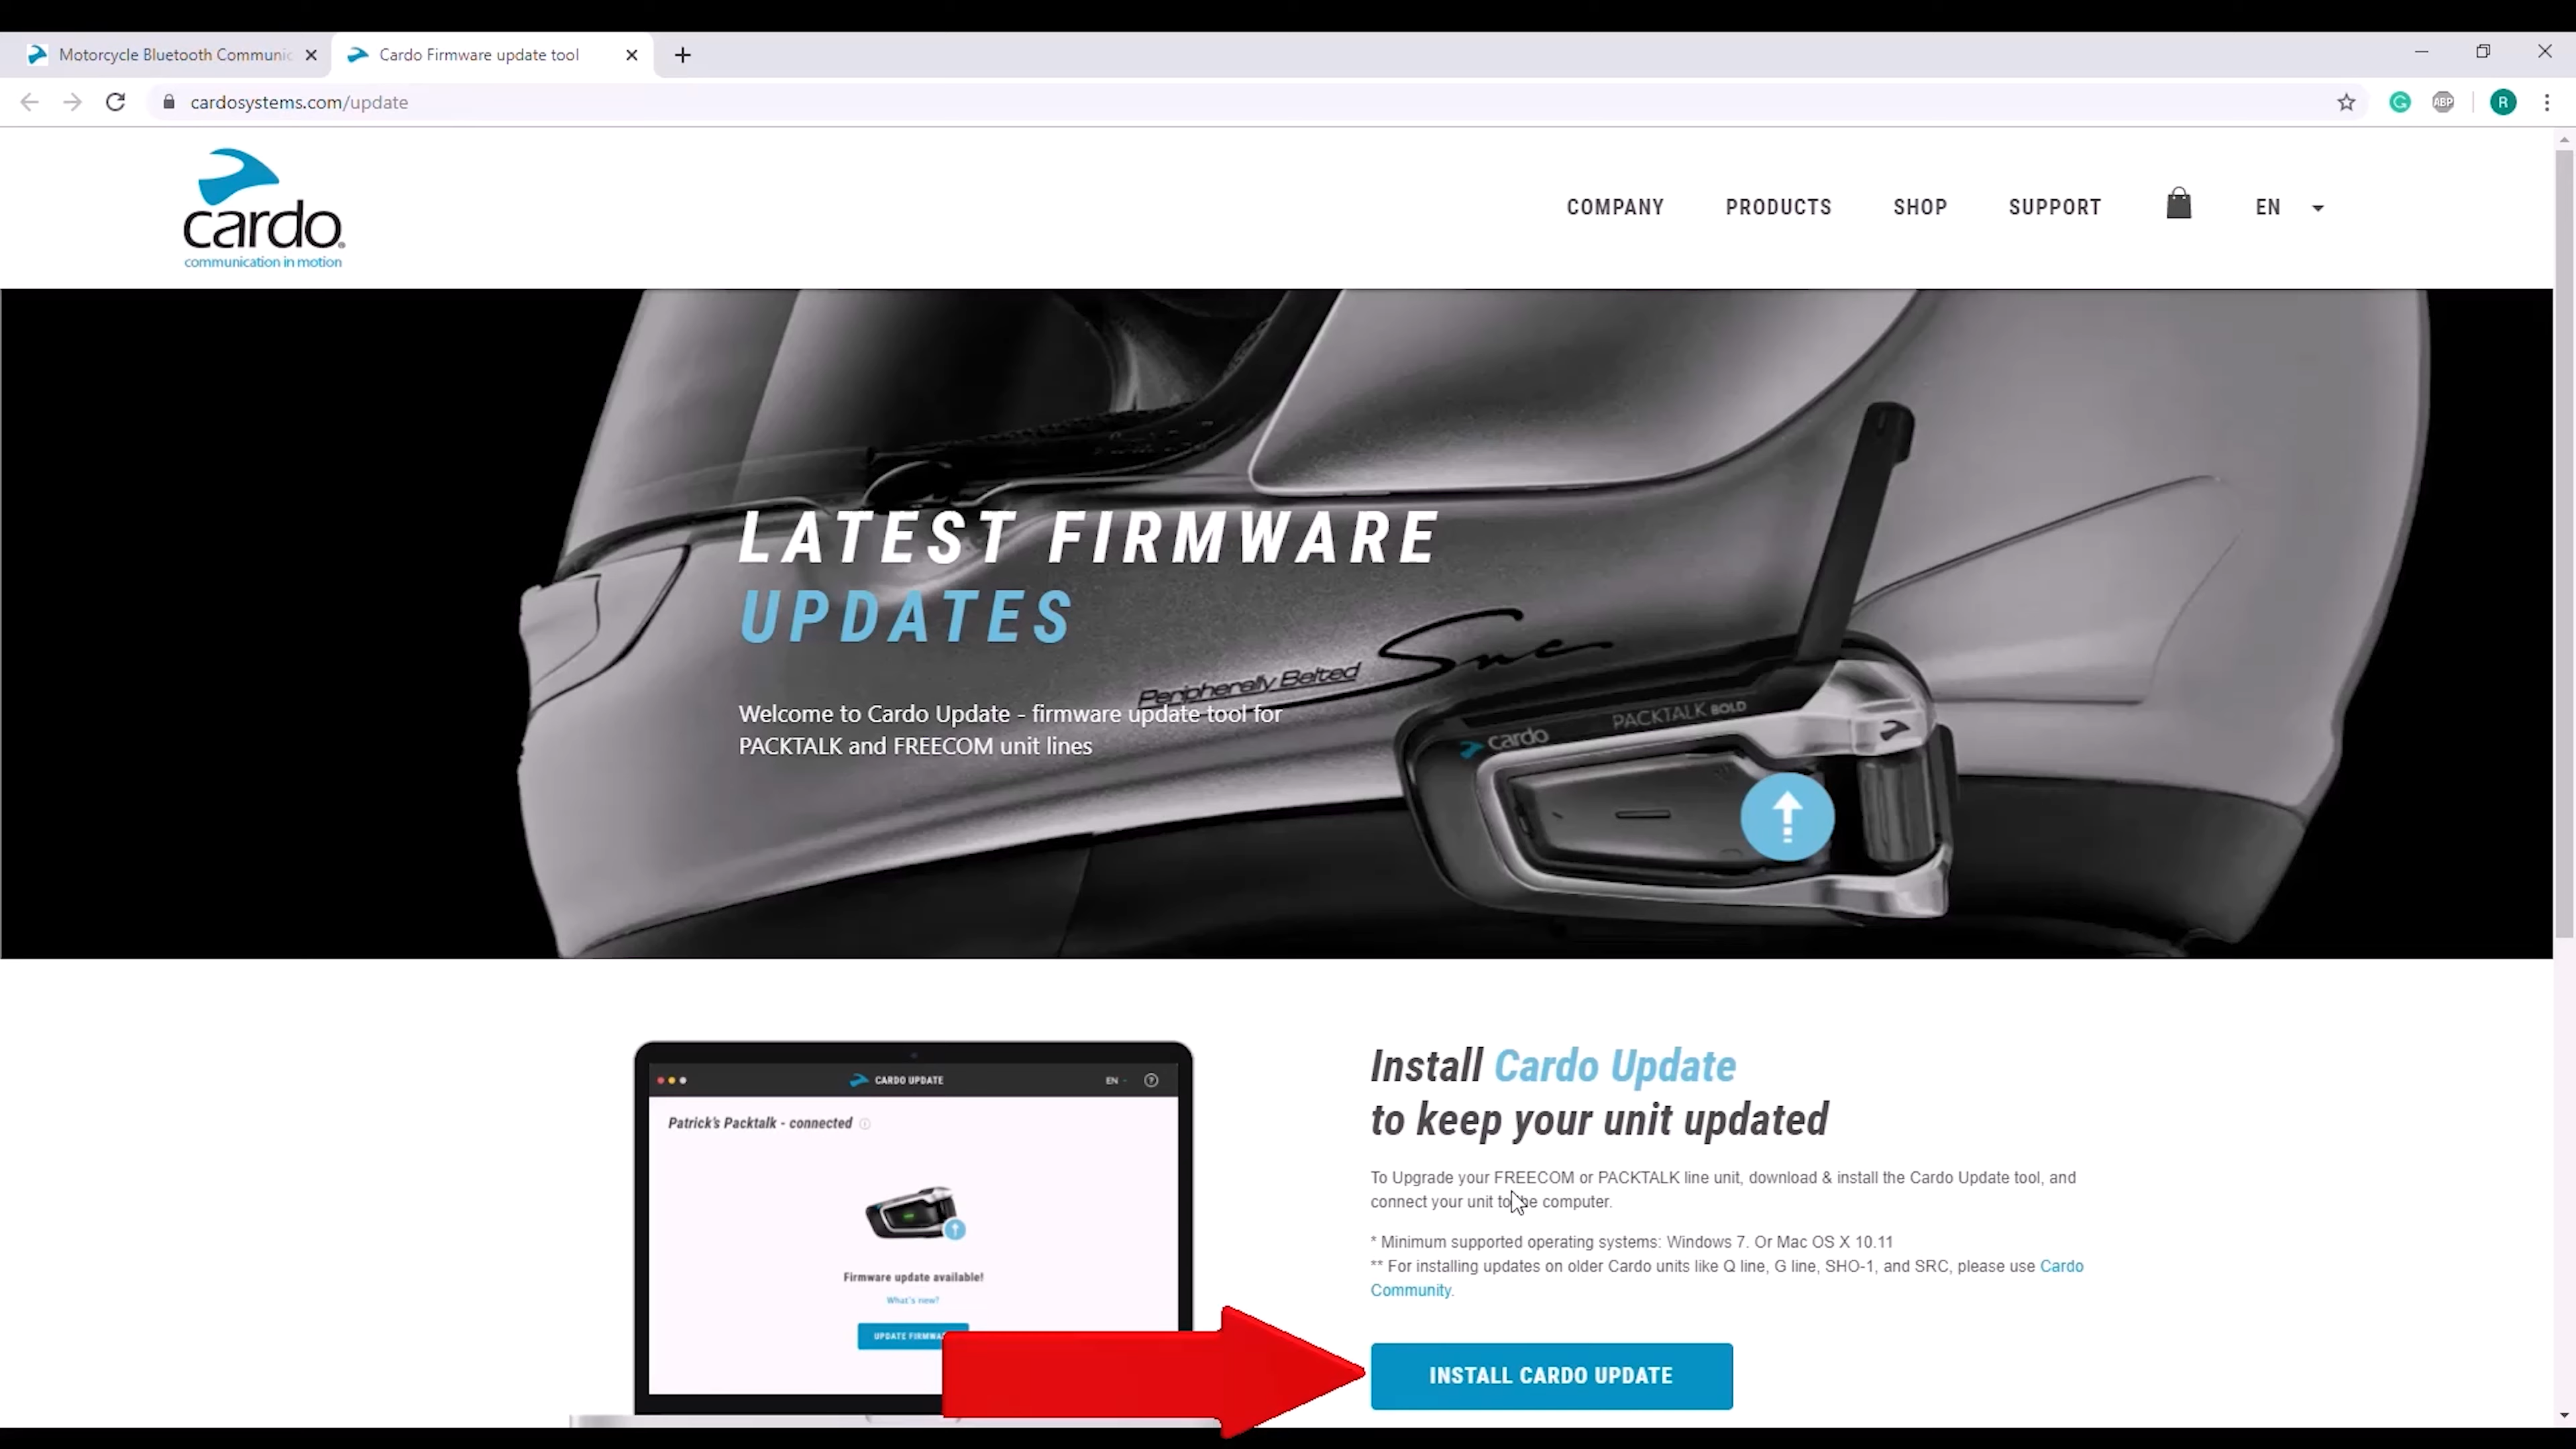 Motorcycle Bluetooth Communic
Cardo Firmware update tool
cardosystems.com/update
ABP
R
cardo
communication in motion
COMPANY
PRODUCTS
SHOP
SUPPORT
EN
LATEST FIRMWARE
UPDATES
Snc
Peripherally Belted
Welcome to Cardo Update - firmware update tool for
PACKTALK and FREECOM unit lines
PACKTALK BOLD
cardo
CARDO UPDATE
EN
Patrick's Packtalk - connected
Firmware update available!
What's new?
UPDATE FIRMWA
Install Cardo Update
to keep your unit updated
To Upgrade your FREECOM or PACKTALK line unit, download & install the Cardo Update tool, and
connect your unit to the computer.
* Minimum supported operating systems: Windows 7. Or Mac OS X 10.11
** For installing updates on older Cardo units like Q line, G line, SHO-1, and SRC, please use Cardo
Community.
INSTALL CARDO UPDATE